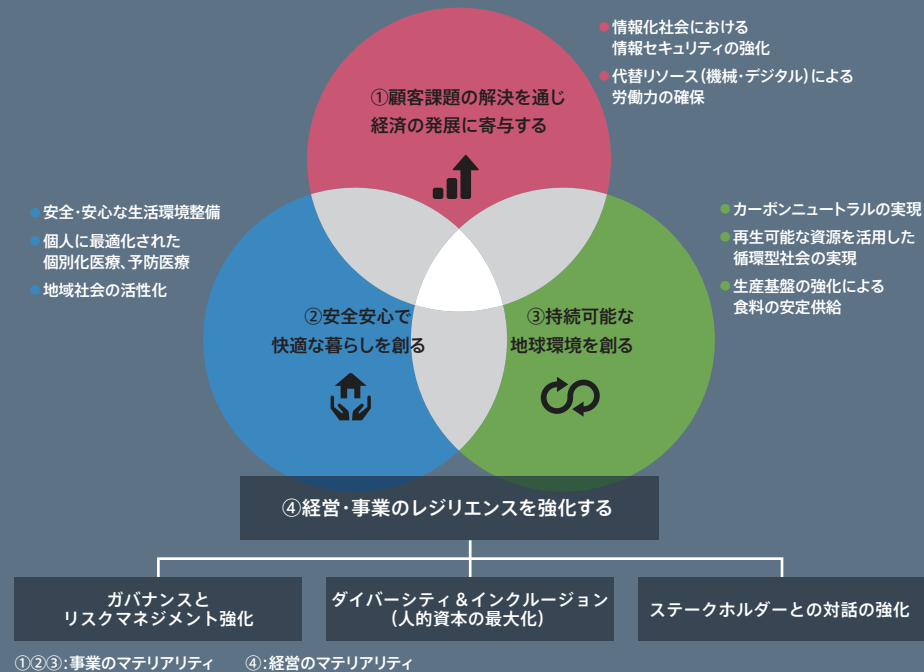 ●情報化社会における
情報セキュリティの強化
●代替リソース(機械・デジタル)による
労働力の確保
①顧客課題の解決を通じ
経済の発展に寄与する
●安全・安心な生活環境整備
●個人に最適化された
個別化医療、予防医療
●地域社会の活性化
●カーボンニュートラルの実現
●再生可能な資源を活用した
循環型社会の実現
●生産基盤の強化による
食料の安定供給
②安全安心で
快適な暮らしを創る
③持続可能な
地球環境を創る
④経営・事業のレジリエンスを強化する
ガバナンスと
リスクマネジメント強化
ダイバーシティ&インクルージョン
(人的資本の最大化)
ステークホルダーとの対話の強化
①②③:事業のマテリアリティ ④:経営のマテリアリティ